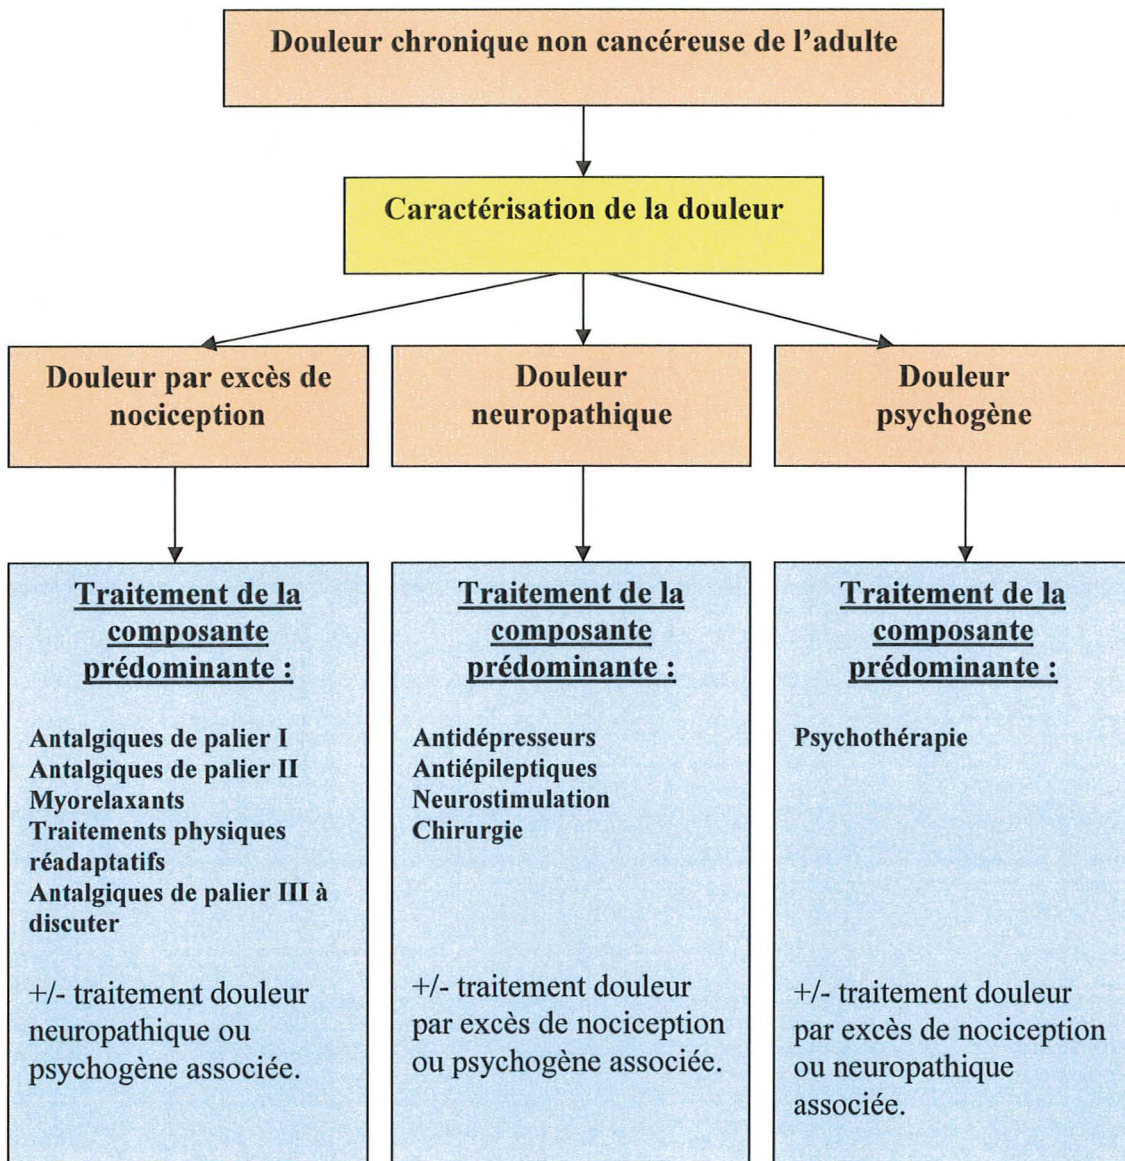 Douleur chronique non cancéreuse de l'adulte
Caractérisation de la douleur
Douleur par excès de
nociception
Douleur
neuropathique
Douleur
psychogène
Traitement de la
composante
prédominante :
Antalgiques de palier I
Antalgiques de palier II
Myorelaxants
Traitements physiques
réadaptatifs
Antalgiques de palier III à
discuter
+/- traitement douleur
neuropathique ou
psychogène associée.
Traitement de la
composante
prédominante :
Antidépresseurs
Antiépileptiques
Neurostimulation
Chirurgie
+/- traitement douleur
par excès de nociception
ou psychogène associée.
Traitement de la
composante
prédominante :
Psychothérapie
+/- traitement douleur
par excès de nociception
ou neuropathique
associée.